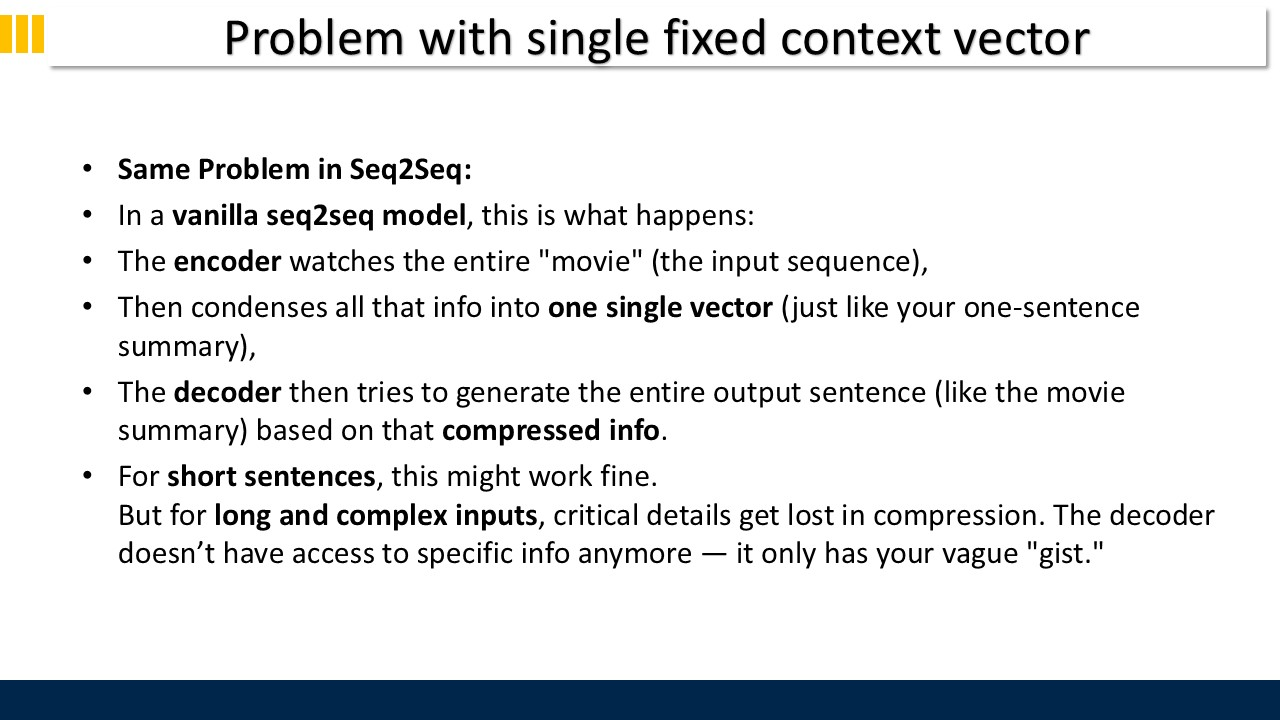 Problem with single fixed context vector
• Same Problem in Seq2Seq:
• In a vanilla seq2seq model, this is what happens:
• The encoder watches the entire "movie" (the input sequence),
• Then condenses all that info into one single vector (just like your one-sentence
summary),
• The decoder then tries to generate the entire output sentence (like the movie
summary) based on that compressed info.
• For short sentences, this might work fine.
But for long and complex inputs, critical details get lost in compression. The decoder
doesn’t have access to specific info anymore — it only has your vague "gist."